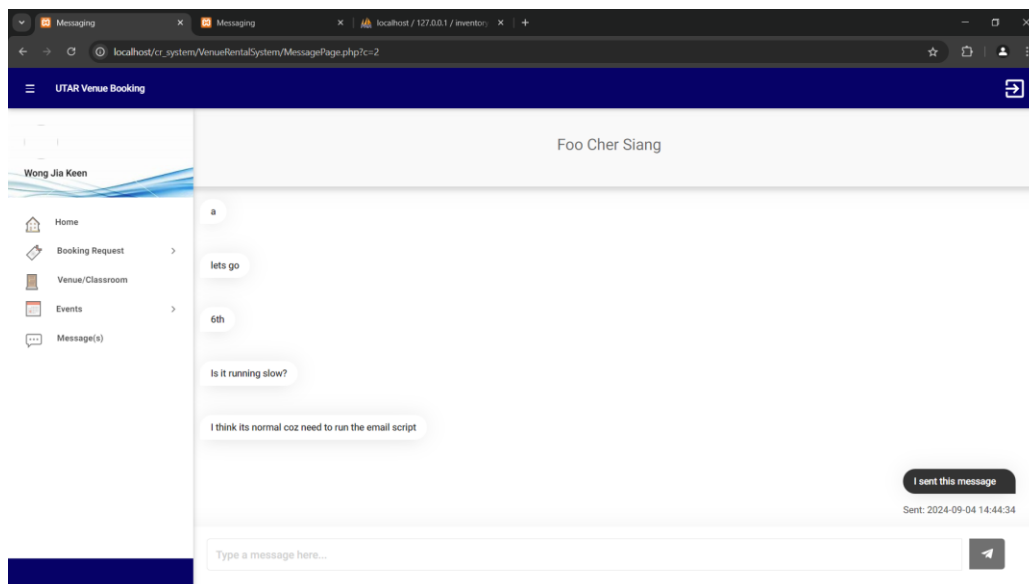 Messaging
Messaging
localhost / 127.0.0.1 / inventory
localhost/cr_system/VenueRentalSystem/MessagePage.php?c=2
UTAR Venue Booking
Wong Jia Keen
Home
Booking Request
Venue/Classroom
Events
Message(s)
Foo Cher Siang
a
lets go
6th
Is it running slow?
I think its normal coz need to run the email script
I sent this message
Sent: 2024-09-04 14:44:34
Type a message here...